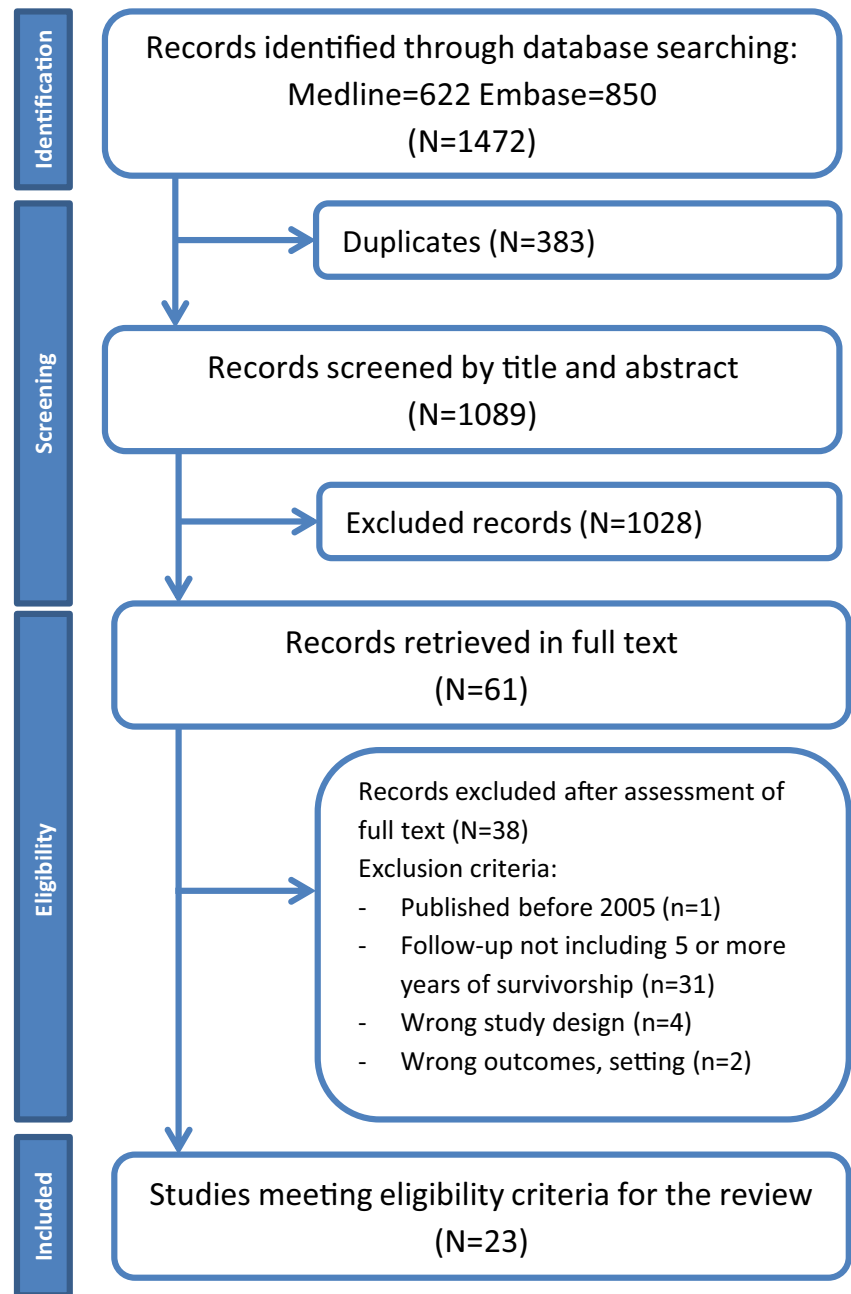 Identification
Records identified through database searching:
Medline=622 Embase=850
(N=1472)
Screening
Duplicates (N=383)
Records screened by title and abstract
(N=1089)
Excluded records (N=1028)
Eligibility
Records retrieved in full text
(N=61)
Records excluded after assessment of
full text (N=38)
Exclusion criteria:
- Published before 2005 (n=1)
- Follow-up not including 5 or more
years of survivorship (n=31)
- Wrong study design (n=4)
- Wrong outcomes, setting (n=2)
Included
Studies meeting eligibility criteria for the review
(N=23)